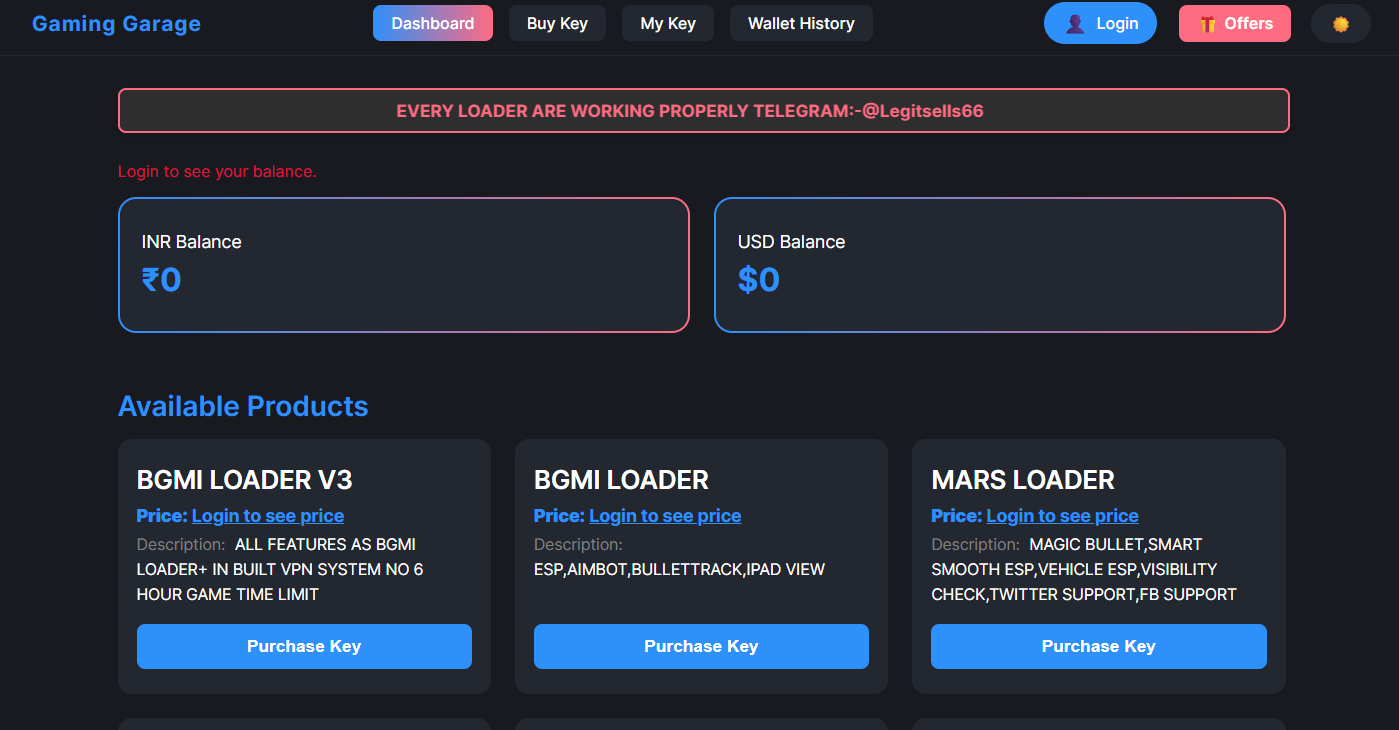 Gaming Garage
Dashboard
Buy Key
My Key
Wallet History
Login
Offers
EVERY LOADER ARE WORKING PROPERLY TELEGRAM:-@Legitsells66
Login to see your balance.
INR Balance
₹0
USD Balance
$0
Available Products
BGMI LOADER V3
Price: Login to see price
Description: ALL FEATURES AS BGMI
LOADER+ IN BUILT VPN SYSTEM NO 6
HOUR GAME TIME LIMIT
Purchase Key
BGMI LOADER
Price: Login to see price
Description:
ESP,AIMBOT,BULLETTRACK,IPAD VIEW
Purchase Key
MARS LOADER
Price: Login to see price
Description: MAGIC BULLET,SMART
SMOOTH ESP,VEHICLE ESP,VISIBILITY
CHECK,TWITTER SUPPORT,FB SUPPORT
Purchase Key